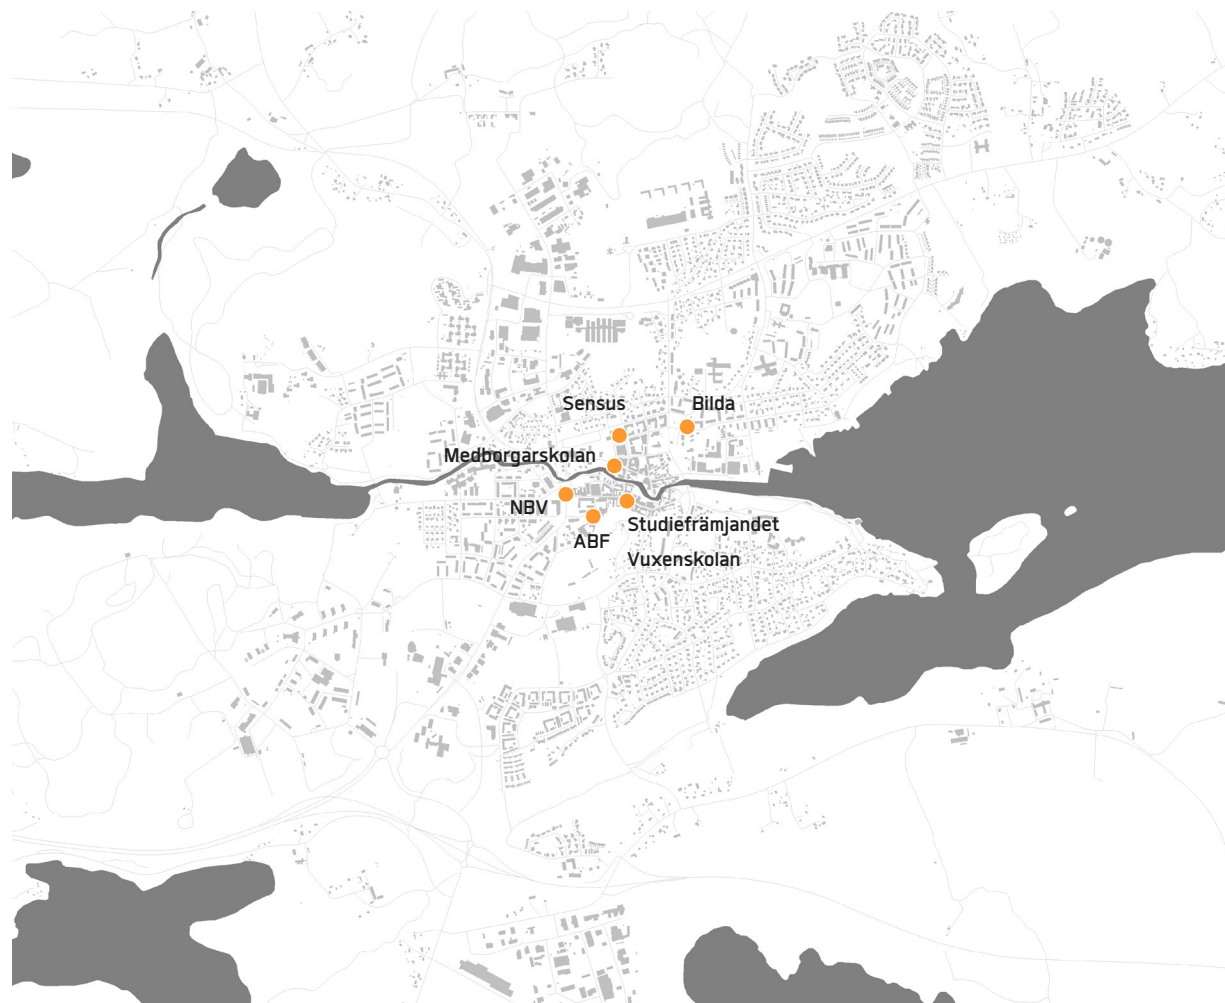 Sensus
Bilda
Medborgarskolan
NBV
Studiefrämjandet
ABF
Vuxenskolan